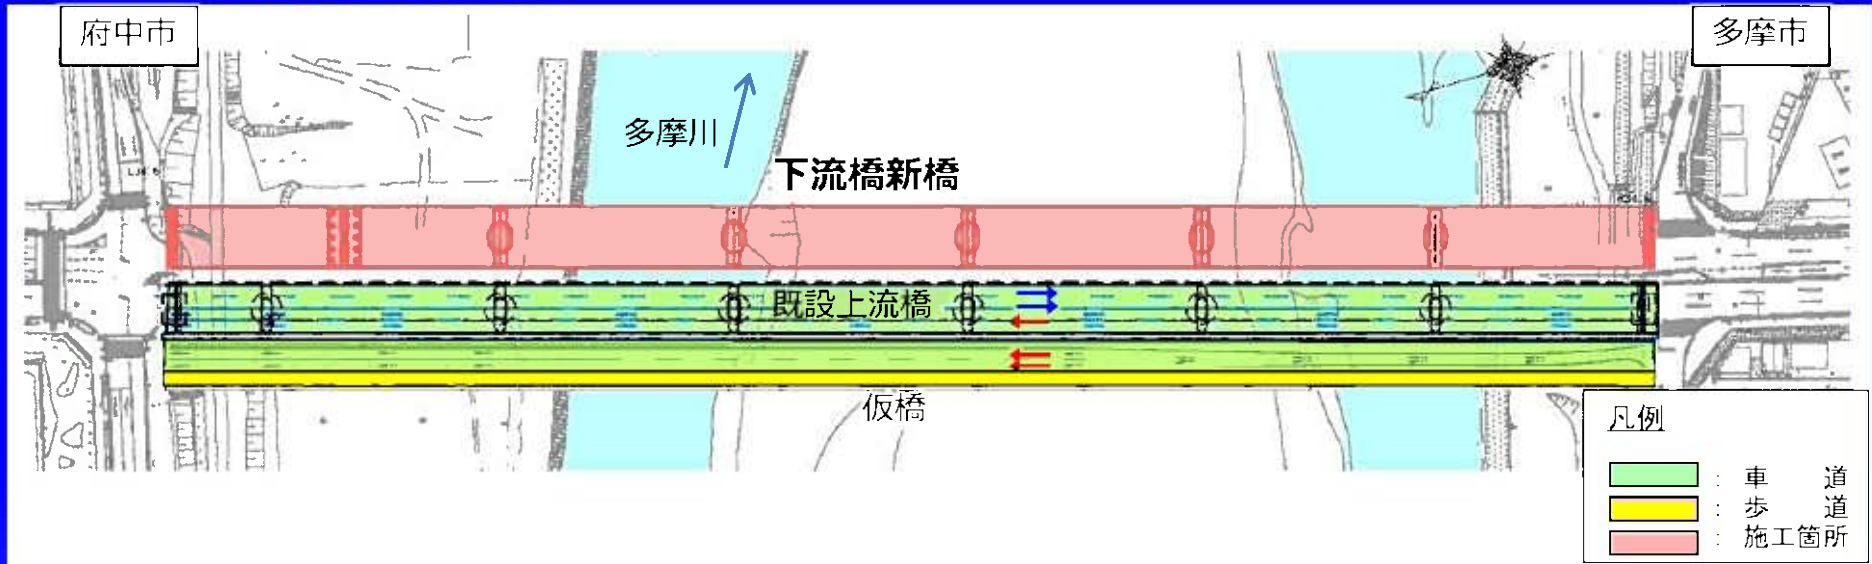 府中市
多摩市
多摩川
下流橋新橋
既設上流橋
仮橋
凡例
: 車 道
: 歩 道
: 施工箇所